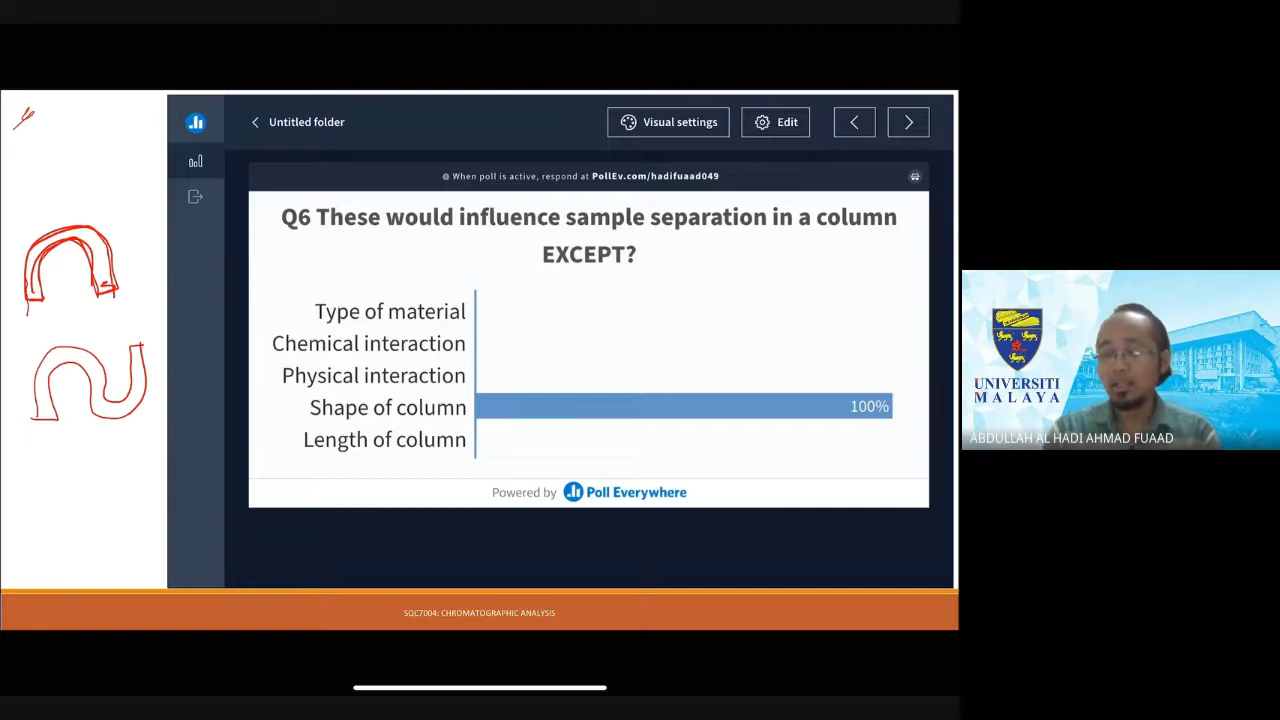 Untitled folder
Visual settings
Edit
When poll is active, respond at PollEv.com/hadifuaad049
Q6 These would influence sample separation in a column
EXCEPT?
Type of material
Chemical interaction
Physical interaction
Shape of column
100%
Length of column
Powered by Poll Everywhere
SQC7004: CHROMATOGRAPHIC ANALYSIS
UNIVERSITI
MALAYA
ABDULLAH AL HADI AHMAD FUAAD